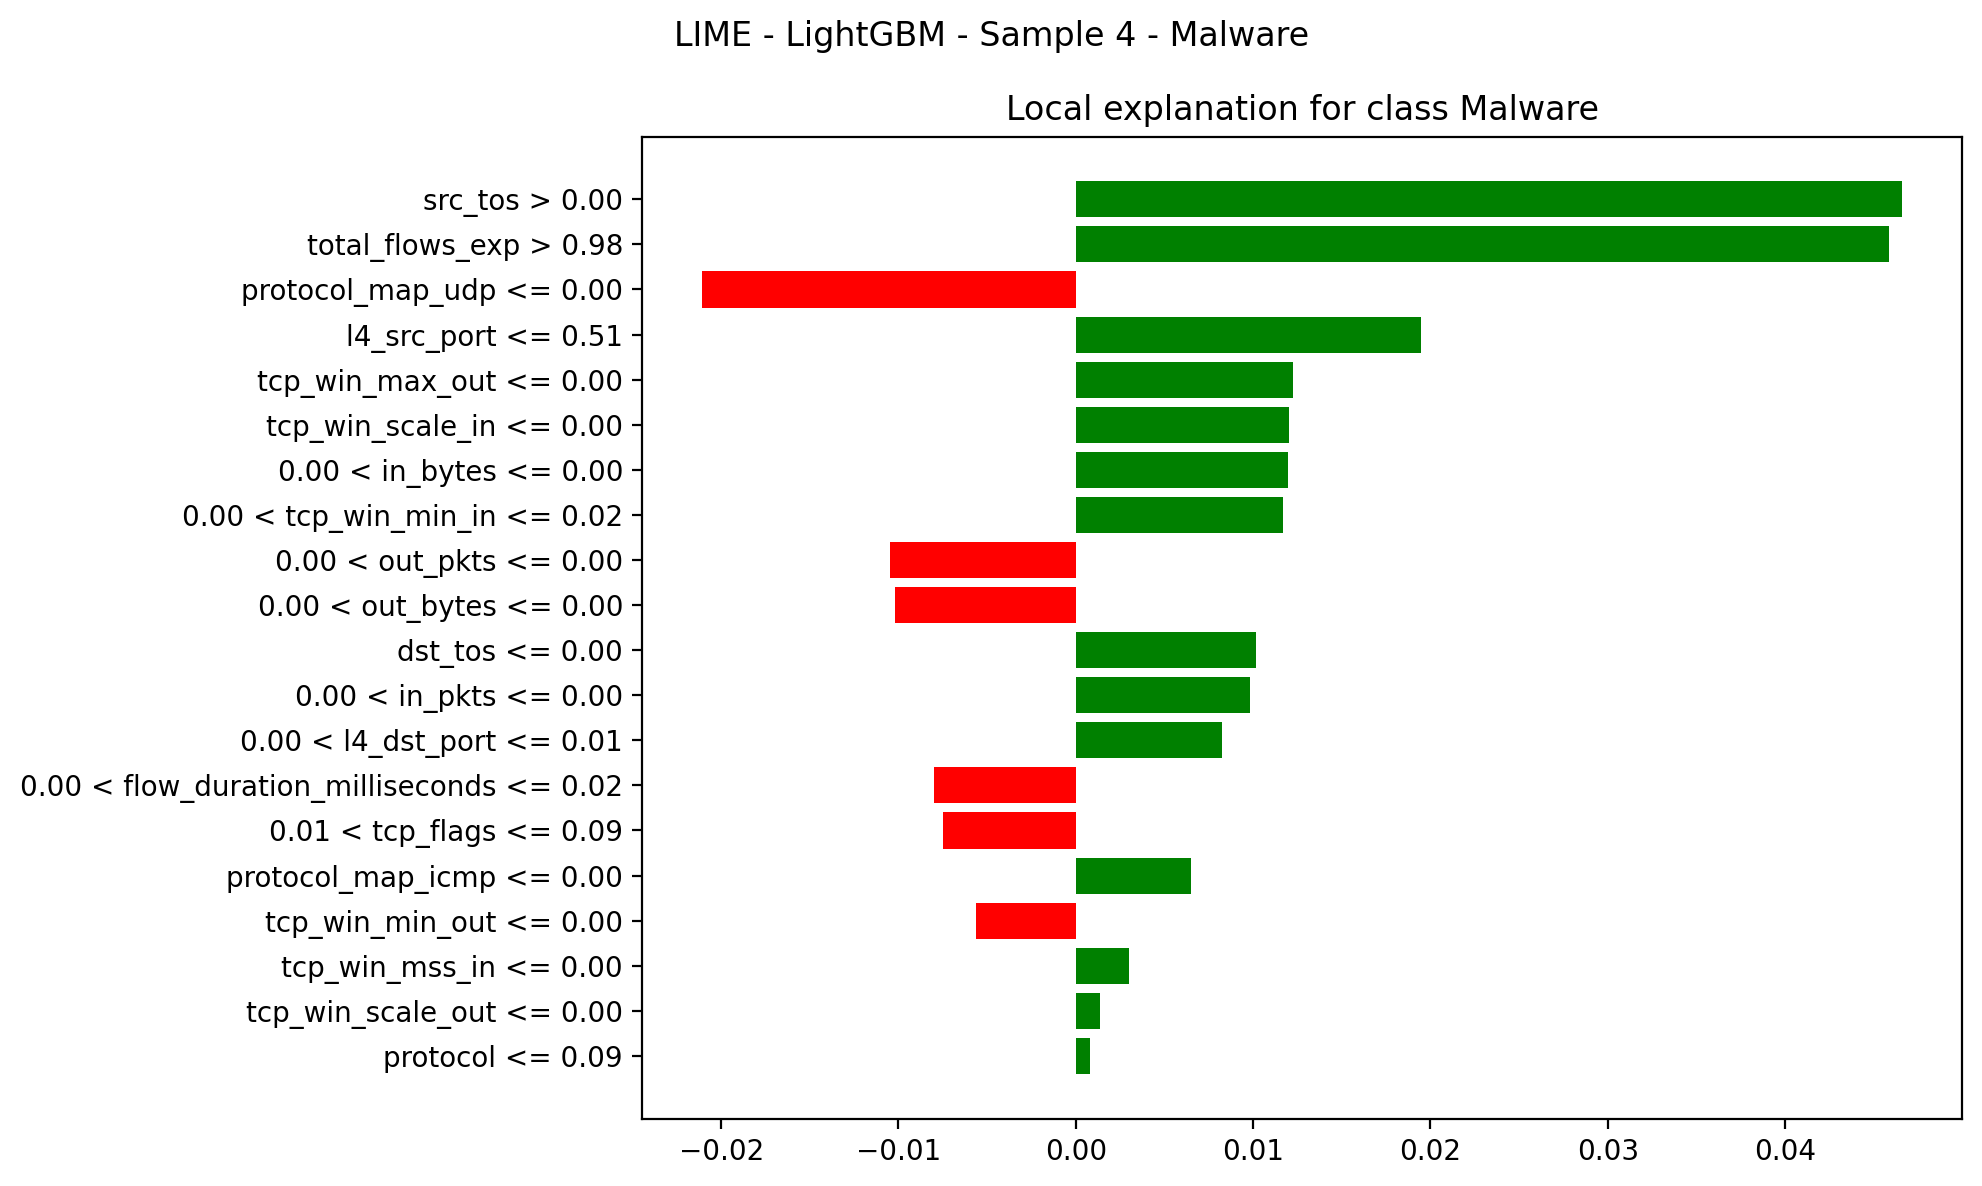 LIME - LightGBM - Sample 4 - Malware
Local explanation for class Malware
src_tos > 0.00
total_flows_exp > 0.98
protocol_map_udp <= 0.00
l4_src_port <= 0.51
tcp_win_max_out <= 0.00
tcp_win_scale_in <= 0.00
0.00 < in_bytes <= 0.00
0.00 < tcp_win_min_in <= 0.02
0.00 < out_pkts <= 0.00
0.00 < out_bytes <= 0.00
dst_tos <= 0.00
0.00 < in_pkts <= 0.00
0.00 < l4_dst_port <= 0.01
0.00 < flow_duration_milliseconds <= 0.02
0.01 < tcp_flags <= 0.09
protocol_map_icmp <= 0.00
tcp_win_min_out <= 0.00
tcp_win_mss_in <= 0.00
tcp_win_scale_out <= 0.00
protocol <= 0.09
−0.02 −0.01 0.00 0.01 0.02 0.03 0.04